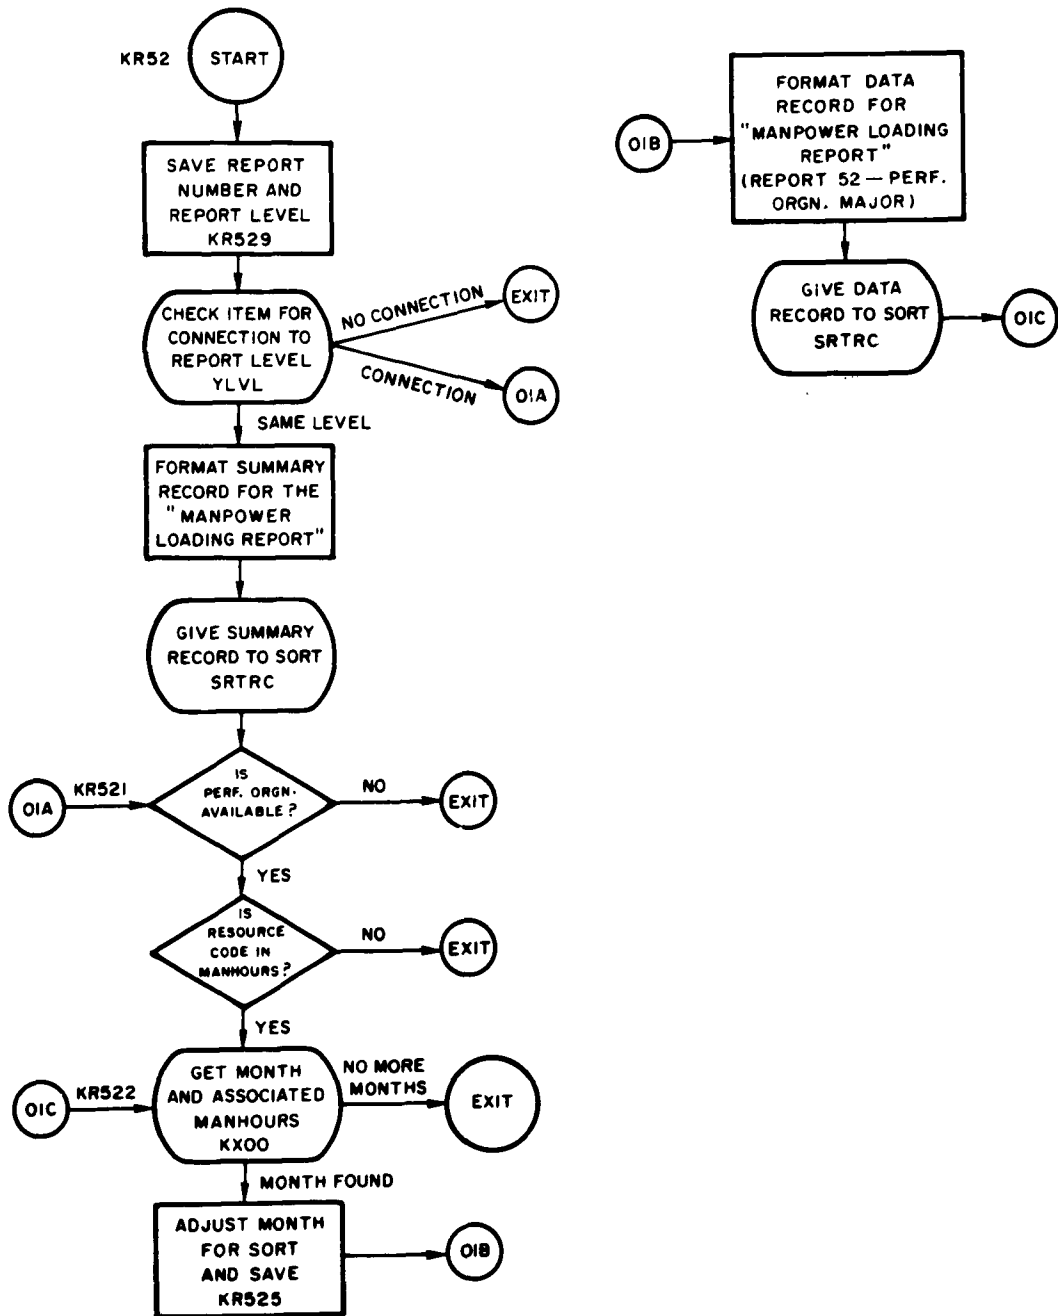 KR52
START
SAVE REPORT
NUMBER AND
REPORT LEVEL
KR529
CHECK ITEM FOR
CONNECTION TO
REPORT LEVEL
YLVL
NO CONNECTION
EXIT
CONNECTION
01A
SAME LEVEL
FORMAT SUMMARY
RECORD FOR THE
"MANPOWER
LOADING REPORT"
GIVE SUMMARY
RECORD TO SORT
SRTRC
01A
KR521
IS
PERF. ORGN.
AVAILABLE?
NO
EXIT
YES
IS
RESOURCE
CODE IN
MANHOURS?
NO
EXIT
YES
01C
KR522
GET MONTH
AND ASSOCIATED
MANHOURS
KX00
NO MORE
MONTHS
EXIT
MONTH FOUND
ADJUST MONTH
FOR SORT
AND SAVE
KR525
01B
01B
FORMAT DATA
RECORD FOR
"MANPOWER LOADING
REPORT"
(REPORT 52—PERF.
ORGN. MAJOR)
GIVE DATA
RECORD TO SORT
SRTRC
01C